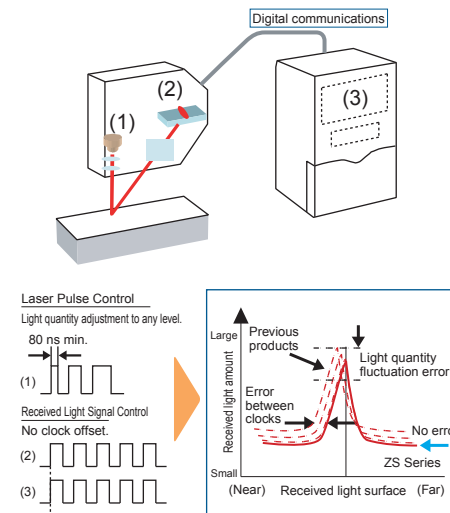 Digital communications
(2)
(1)
(3)
Laser Pulse Control
Light quantity adjustment to any level.
80 ns min.
(1)
Received Light Signal Control
No clock offset.
(2)
(3)
Large
Received light amount
Small
Previous
products
Light quantity
fluctuation error
Error
between
clocks
No erro
ZS Series
(Near)
Received light surface
(Far)